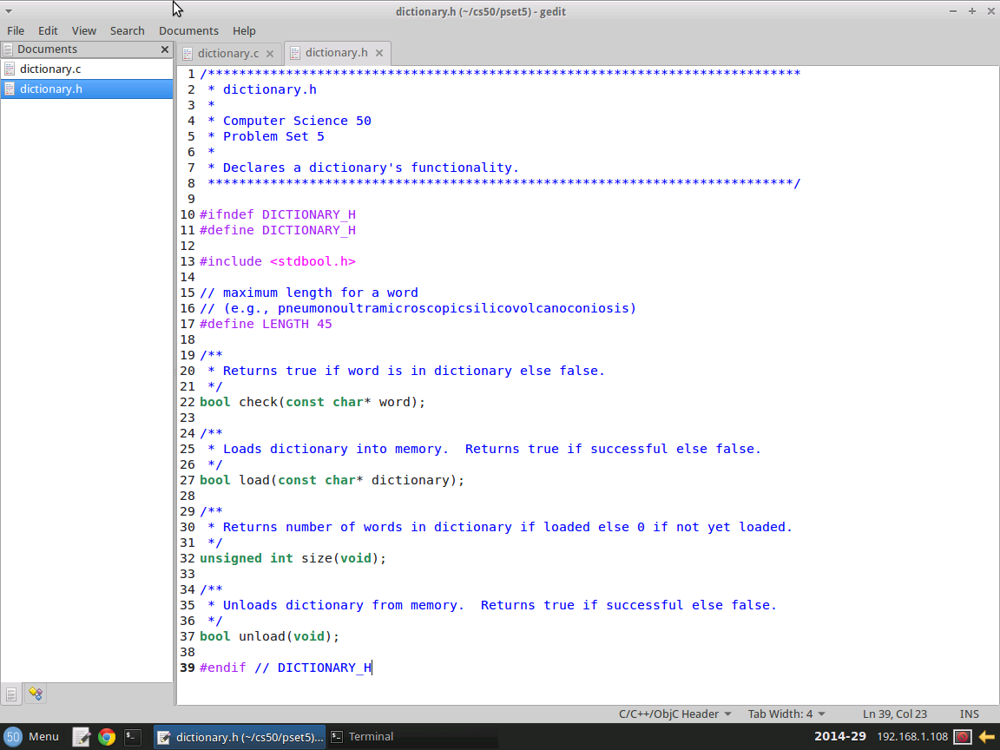 dictionary.h (~/cs50/pset5) - gedit
File Edit View Search Documents Help
Documents
dictionary.c
dictionary.h
dictionary.c dictionary.h
1 /****************************************************************************
2  * dictionary.h
3  *
4  * Computer Science 50
5  * Problem Set 5
6  *
7  * Declares a dictionary's functionality.
8  ***************************************************************************/
9
10 #ifndef DICTIONARY_H
11 #define DICTIONARY_H
12
13 #include <stdbool.h>
14
15 // maximum length for a word
16 // (e.g., pneumonoultramicroscopicsilicovolcanoconiosis)
17 #define LENGTH 45
18
19 /**
20  * Returns true if word is in dictionary else false.
21  */
22 bool check(const char* word);
23
24 /**
25  * Loads dictionary into memory.  Returns true if successful else false.
26  */
27 bool load(const char* dictionary);
28
29 /**
30  * Returns number of words in dictionary if loaded else 0 if not yet loaded.
31  */
32 unsigned int size(void);
33
34 /**
35  * Unloads dictionary from memory.  Returns true if successful else false.
36  */
37 bool unload(void);
38
39 #endif // DICTIONARY_H
C/C++/ObjC Header Tab Width: 4 Ln 39, Col 23 INS
50 Menu dictionary.h (~/cs50/pset5)... Terminal 2014-29 192.168.1.108